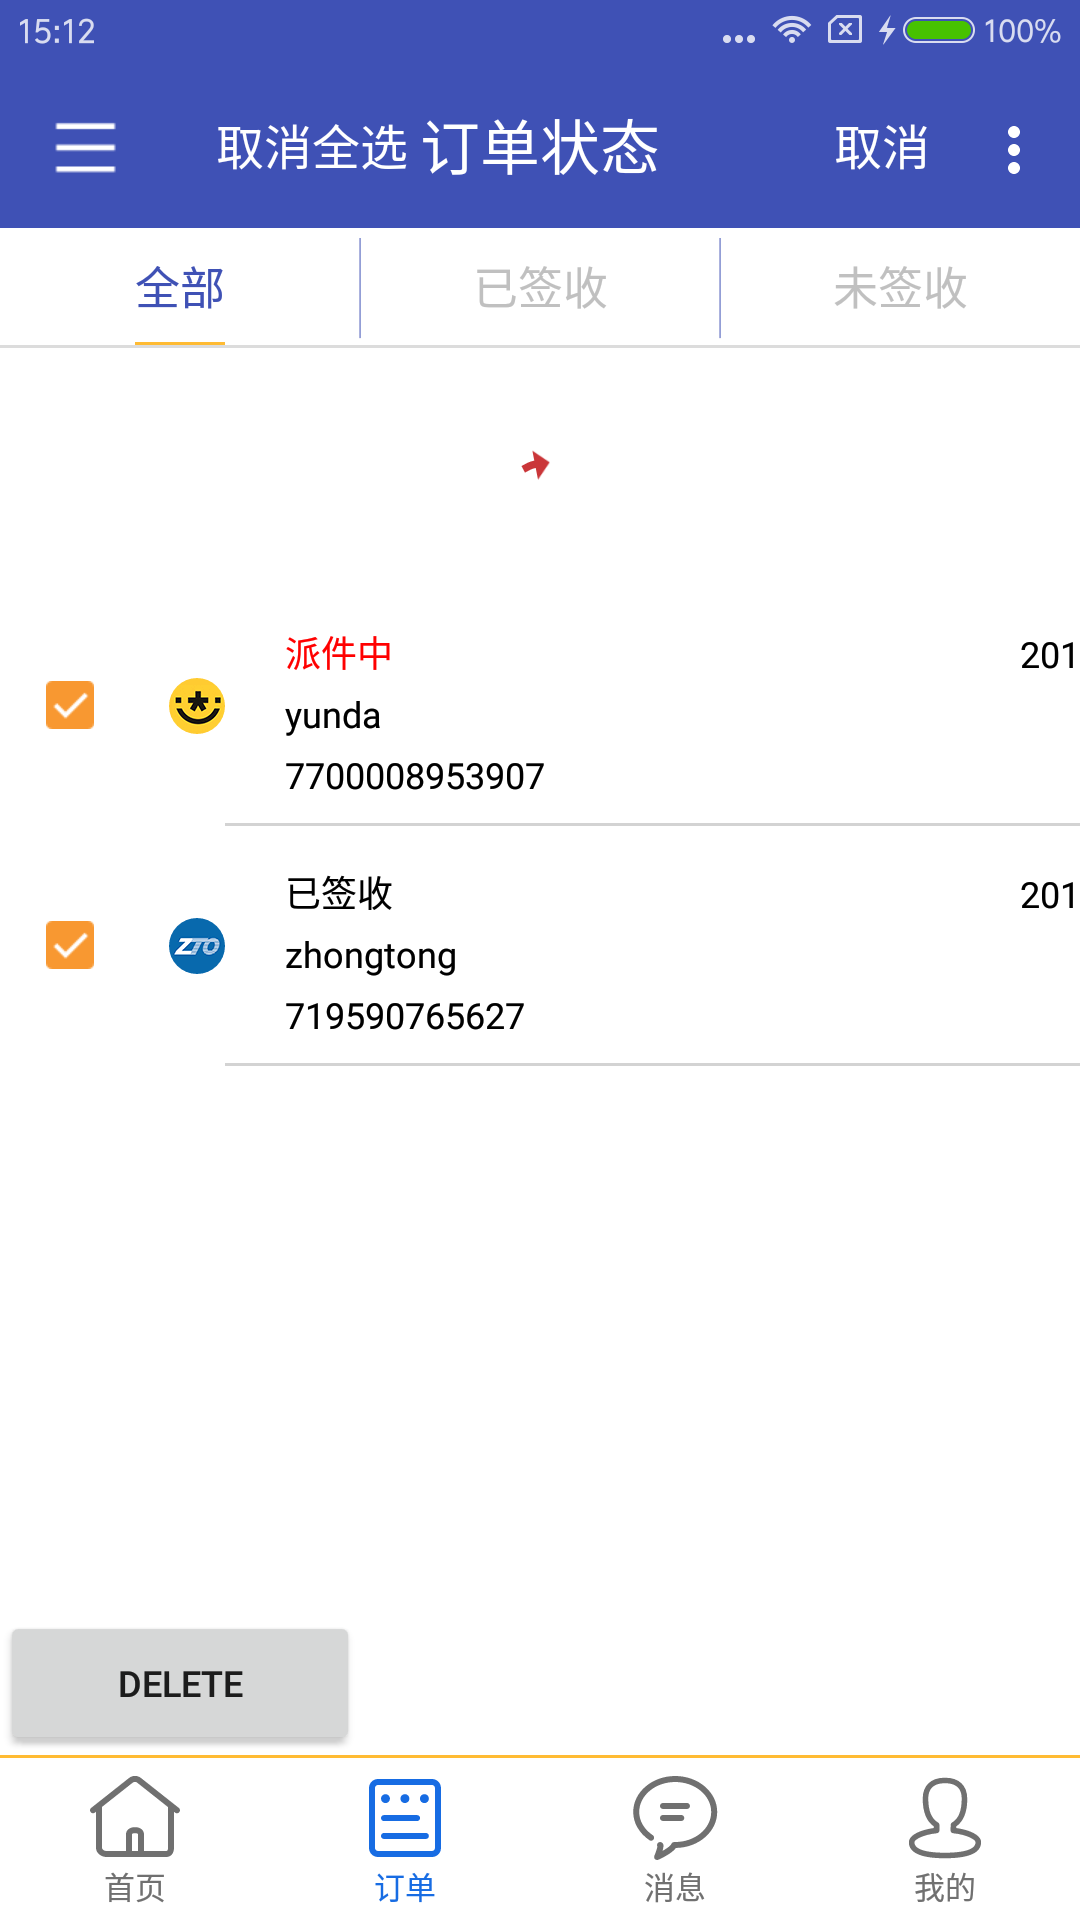 15:12 100%
取消全选 订单状态 取消
全部 已签收 未签收
派件中 201
yunda
7700008953907
已签收 201
ZTO
zhongtong
719590765627
DELETE
首页 订单 消息 我的